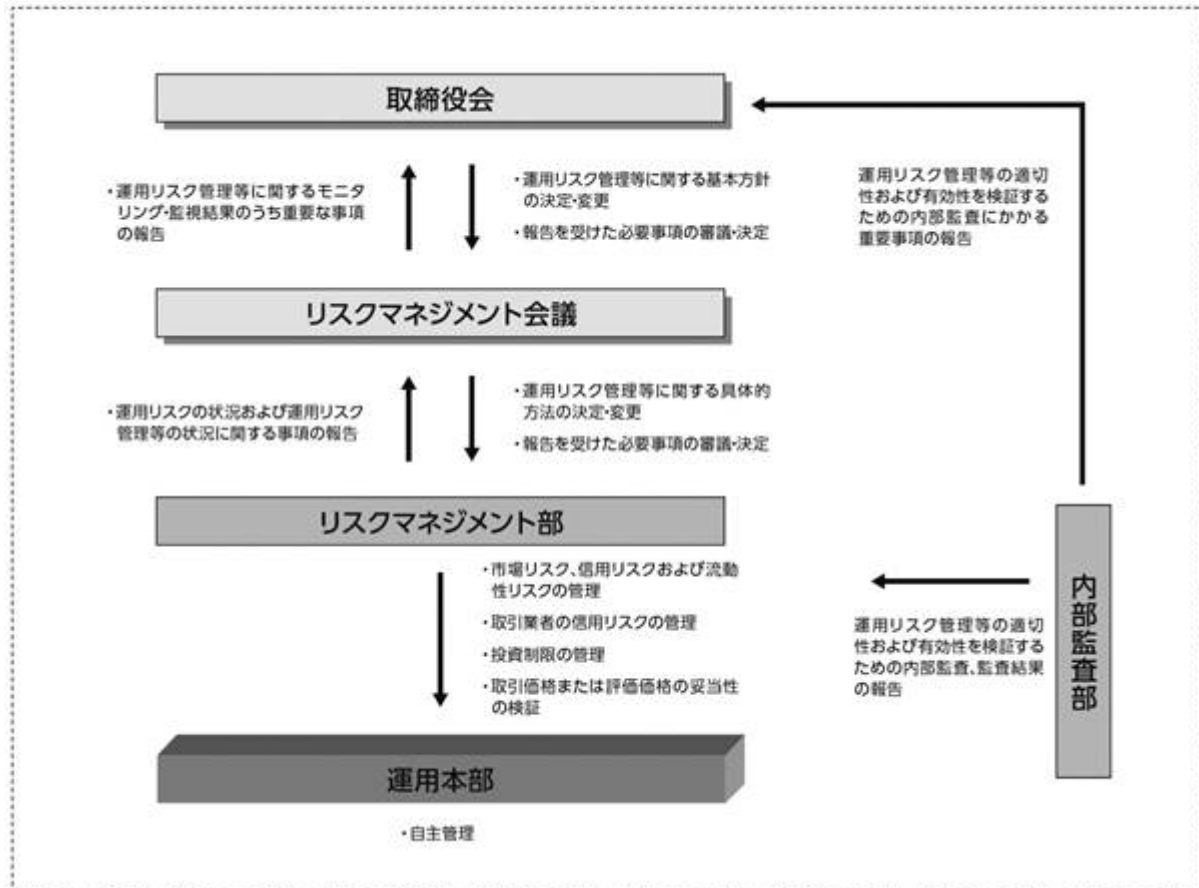 取締役会
・運用リスク管理等に関するモニタ
リング・監視結果のうち重要な事項
の報告
・運用リスク管理等に関する基本方針
の決定・変更
・報告を受けた必要事項の審議・決定
運用リスク管理等の適切
性および有効性を検証する
ための内部監査にかかる
重要事項の報告
リスクマネジメント会議
・運用リスクの状況および運用リスク
管理等の状況に関する事項の報告
・運用リスク管理等に関する具体的
方法の決定・変更
・報告を受けた必要事項の審議・決定
リスクマネジメント部
・市場リスク、信用リスクおよび流動
性リスクの管理
・取引業者の信用リスクの管理
・投資制限の管理
・取引価格または評価価格の妥当性
の検証
運用リスク管理等の適切
性および有効性を検証する
ための内部監査、監査結果
の報告
内部監査部
運用本部
・自主管理